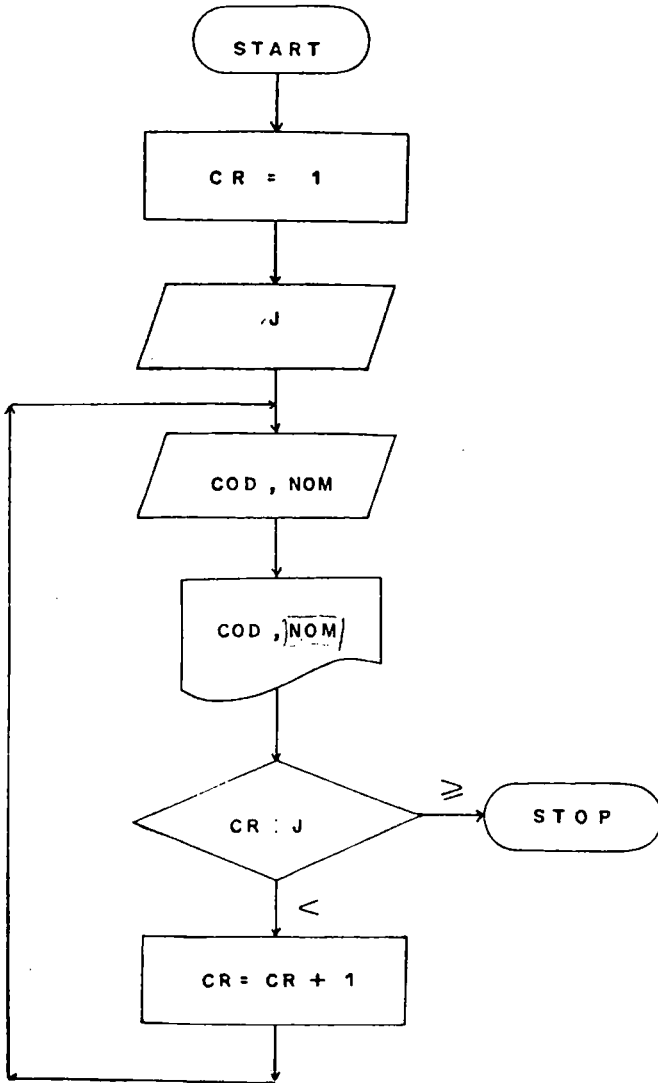 START
CR = 1
J
COD , NOM
COD , NOM
CR : J
≥
STOP
<
CR = CR + 1